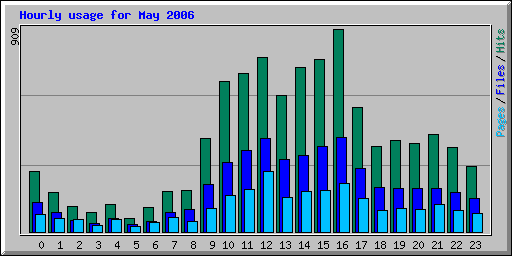 Hourly usage for May 2006
909
Pages / Files / Hits
0 1 2 3 4 5 6 7 8 9 10 11 12 13 14 15 16 17 18 19 20 21 22 23